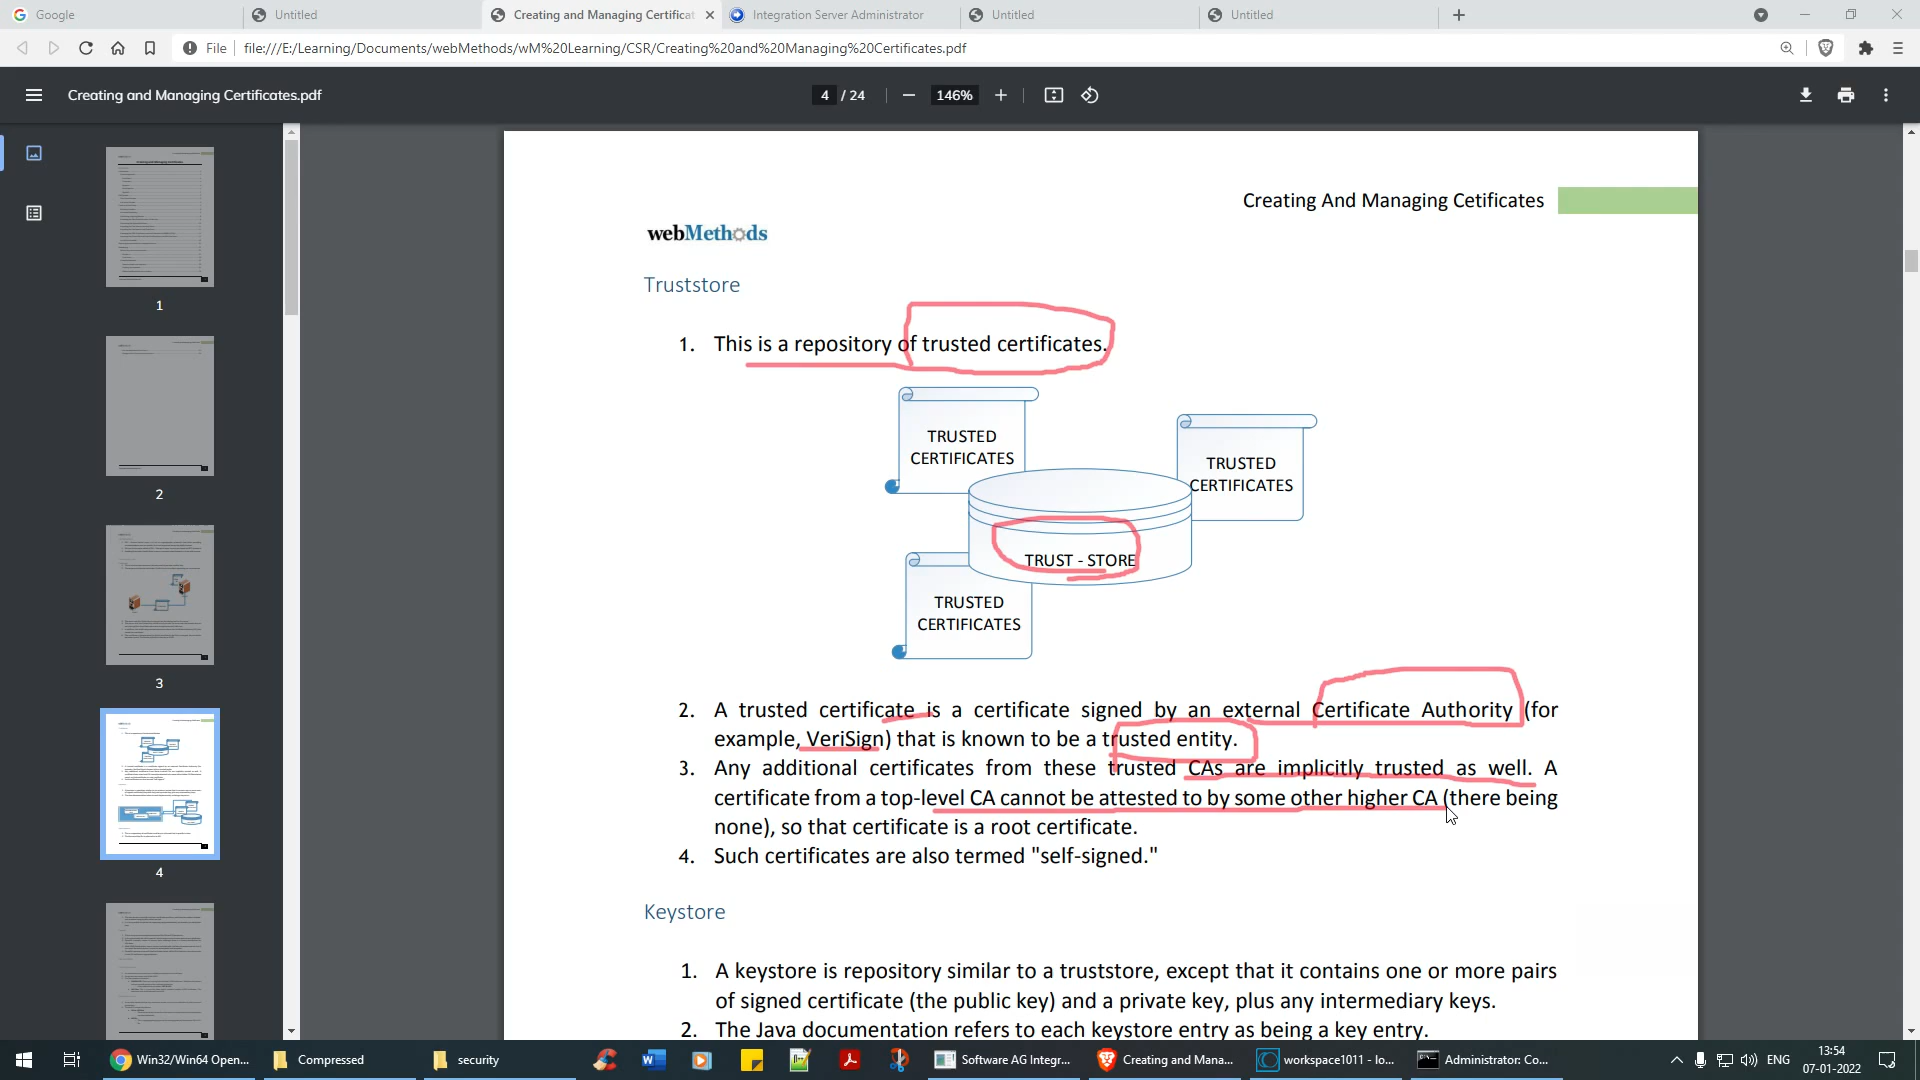 Google
Untitled
Creating and Managing Certificat
Integration Server Administrator
Untitled
Untitled
File
file:///E:/Learning/Documents/webMethods/wM%20Learning/CSR/Creating%20and%20Managing%20Certificates.pdf
Creating and Managing Certificates.pdf
4 / 24
146%
1
2
3
4
Creating And Managing Cetificates
webMethods
Truststore
1. This is a repository of trusted certificates.
TRUSTED
CERTIFICATES
TRUSTED
CERTIFICATES
TRUST - STORE
TRUSTED
CERTIFICATES
2. A trusted certificate is a certificate signed by an external Certificate Authority (for
example, VeriSign) that is known to be a trusted entity.
3. Any additional certificates from these trusted CAs are implicitly trusted as well. A
certificate from a top-level CA cannot be attested to by some other higher CA (there being
none), so that certificate is a root certificate.
4. Such certificates are also termed "self-signed."
Keystore
1. A keystore is repository similar to a truststore, except that it contains one or more pairs
of signed certificate (the public key) and a private key, plus any intermediary keys.
2. The Java documentation refers to each keystore entry as being a key entry.
Win32/Win64 Open...
Compressed
security
Software AG Integr...
Creating and Mana...
workspace1011 - Io...
Administrator: Co...
ENG
13:54
07-01-2022